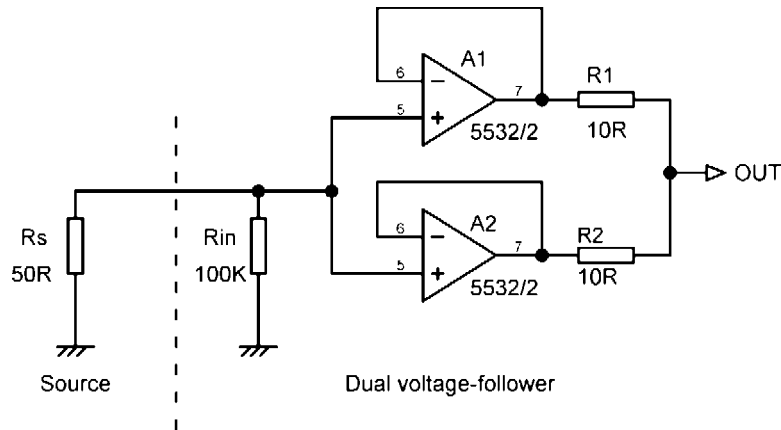 A1
6
−
7
R1
5
+
5532/2
10R
OUT
Rs
50R
Rin
100K
A2
6
−
7
R2
5
+
5532/2
10R
Source
Dual voltage-follower